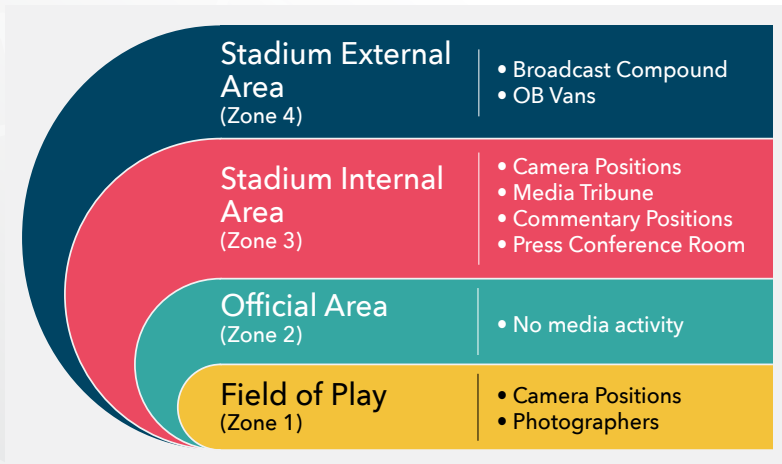 Stadium External
Area
(Zone 4)
• Broadcast Compound
• OB Vans
Stadium Internal
Area
(Zone 3)
• Camera Positions
• Media Tribune
• Commentary Positions
• Press Conference Room
Official Area
(Zone 2)
• No media activity
Field of Play
(Zone 1)
• Camera Positions
• Photographers